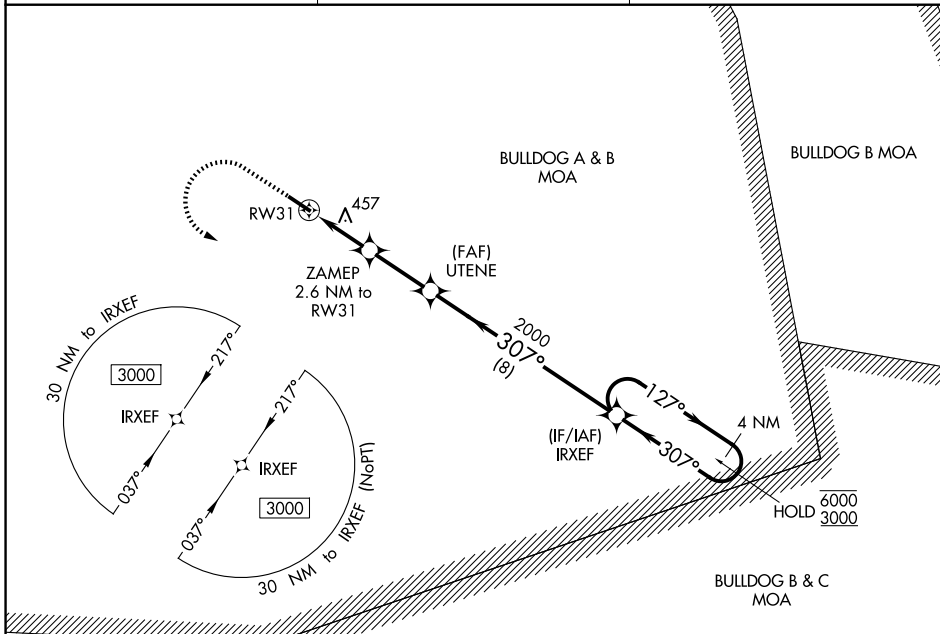 BULLDOG A & B
MOA
BULLDOG B MOA
457
RW31
(FAF)
UTENE
ZAMEP
2.6 NM to
RW31
2000
307°
(8)
30 NM to IRXEF
217°
3000
IRXEF
037°
217°
IRXEF
3000
037°
30 NM to IRXEF (NoPT)
127°
4 NM
(IF/IAF)
IRXEF
307°
HOLD
6000
3000
BULLDOG B & C
MOA